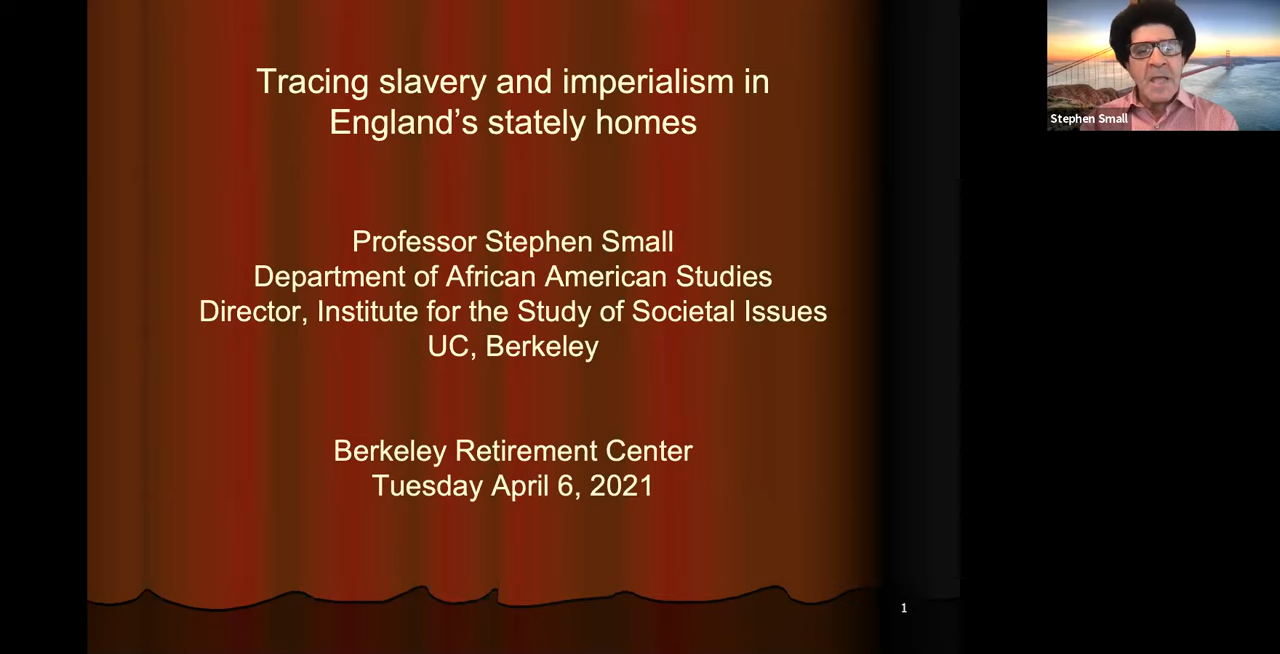 Tracing slavery and imperialism in
England's stately homes
Professor Stephen Small
Department of African American Studies
Director, Institute for the Study of Societal Issues
UC, Berkeley
Berkeley Retirement Center
Tuesday April 6, 2021
1
Stephen Small